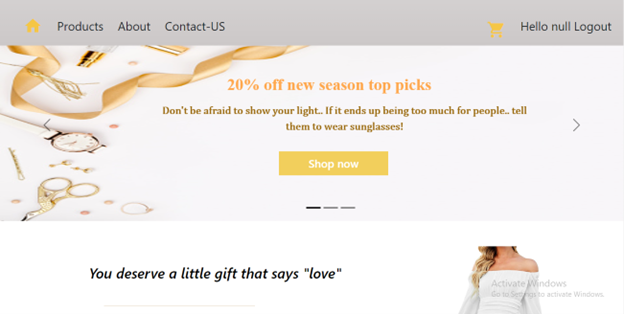 Products About Contact-US Hello null Logout
20% off new season top picks
Don't be afraid to show your light.. If it ends up being too much for people.. tell
them to wear sunglasses!
Shop now
You deserve a little gift that says "love"
Activate Windows
Go to Settings to activate Windows.